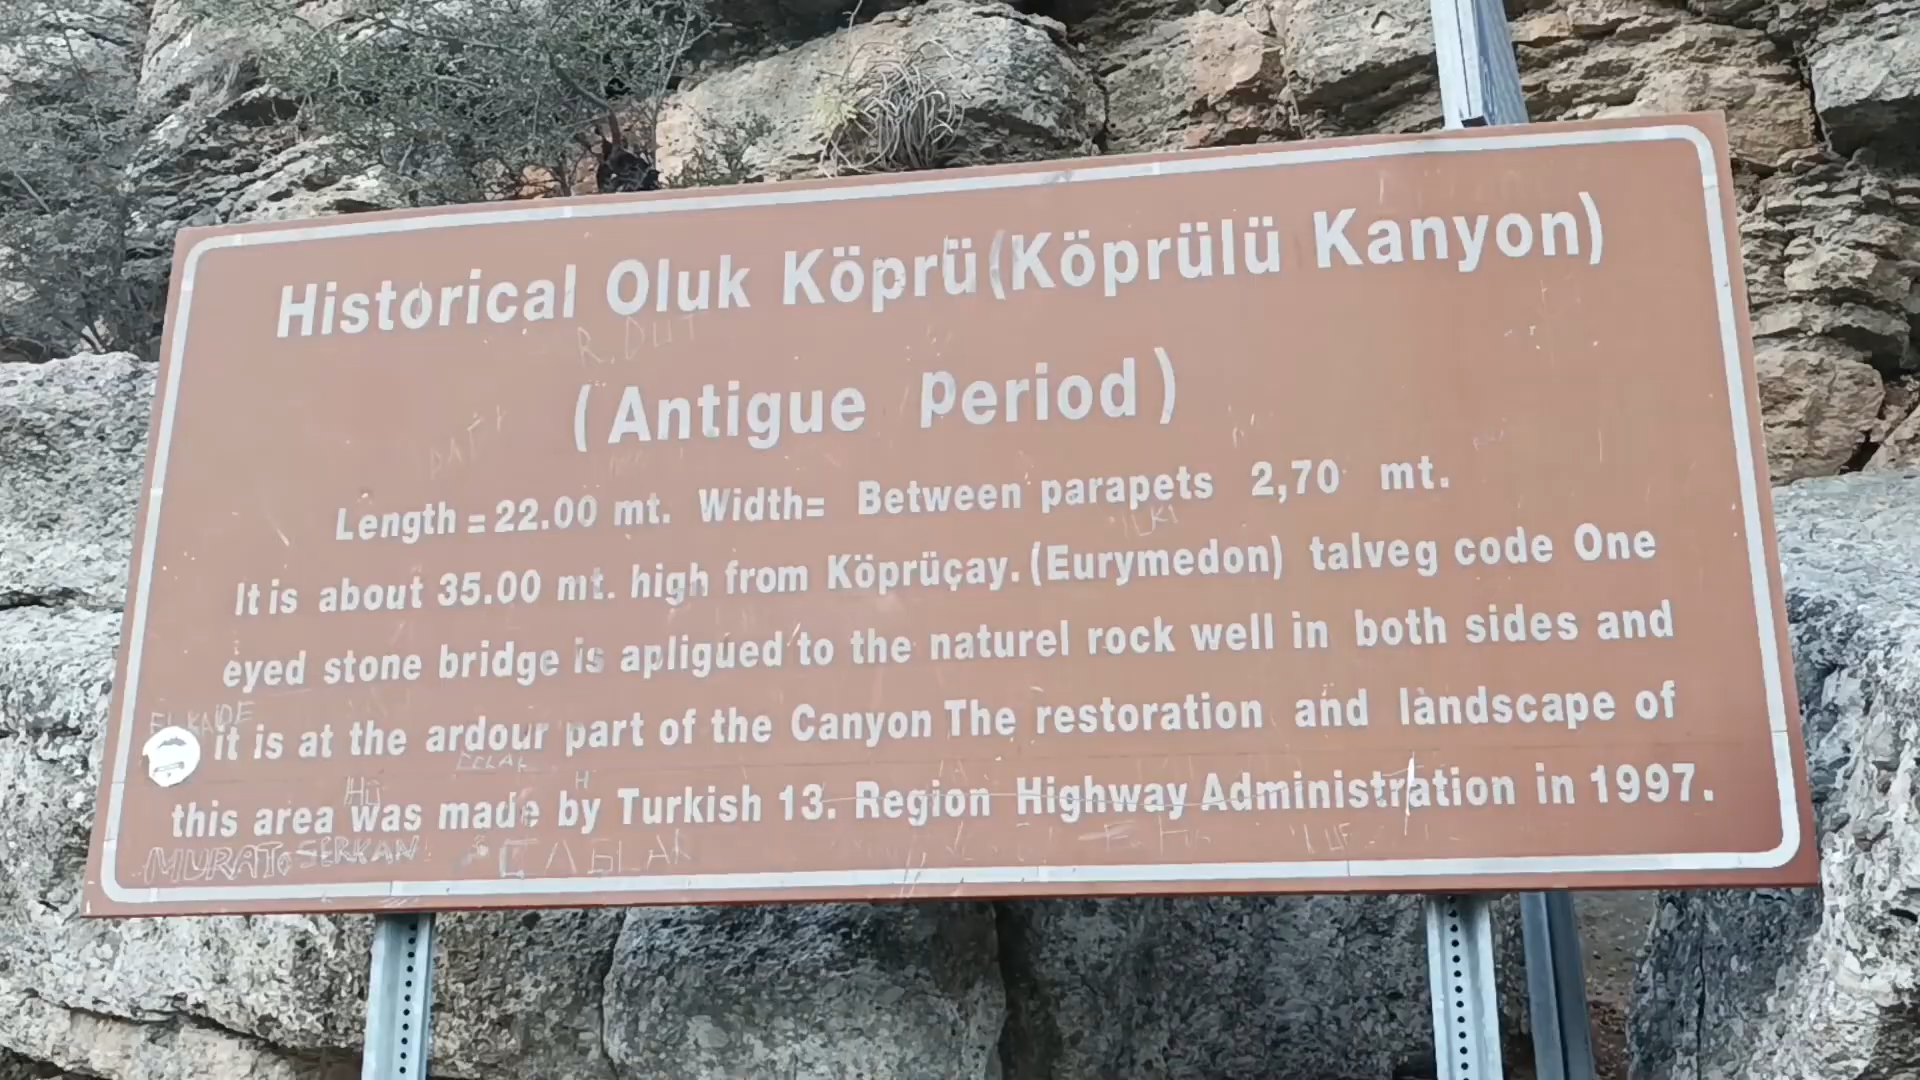 Historical Oluk Köprü (Köprülü Kanyon)
(Antigue Period)
Length = 22.00 mt. Width= Between parapets 2,70 mt.
It is about 35.00 mt. high from Köprüçay. (Eurymedon) talveg code One
eyed stone bridge is apligued to the naturel rock well in both sides and
it is at the ardour part of the Canyon The restoration and landscape of
this area was made by Turkish 13. Region Highway Administration in 1997.
MURAT SERKAN